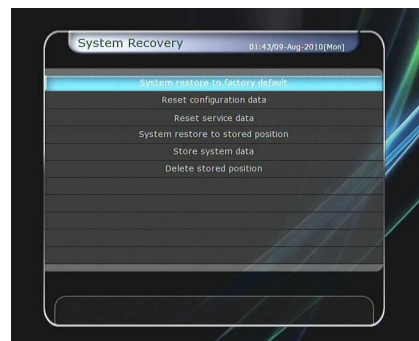 System Recovery
01:43/09-Aug-2010[Mon]
System restore to factory default
Reset configuration data
Reset service data
System restore to stored position
Store system data
Delete stored position